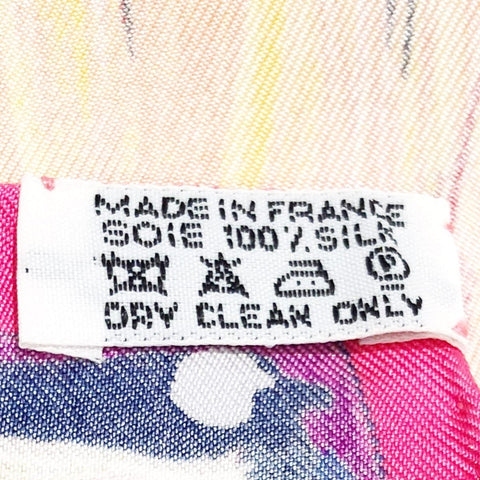 MADE IN FRANCE
SOIE 100% SILK
DRY CLEAN ONLY